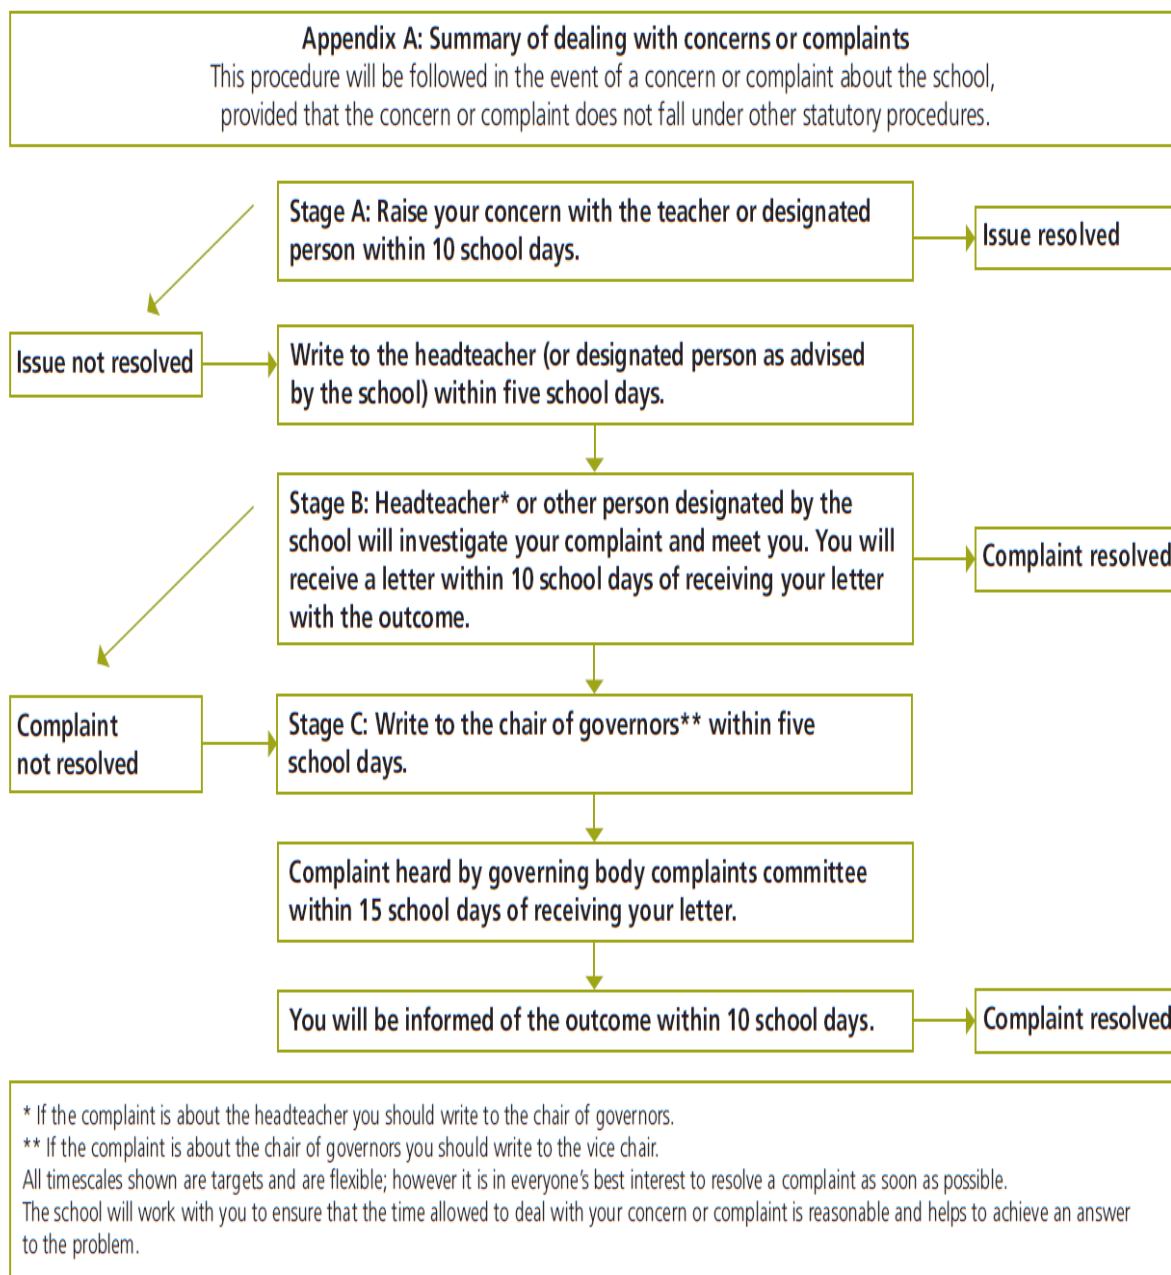 Appendix A: Summary of dealing with concerns or complaints
This procedure will be followed in the event of a concern or complaint about the school,
provided that the concern or complaint does not fall under other statutory procedures.
Stage A: Raise your concern with the teacher or designated
person within 10 school days.
Issue resolved
Issue not resolved
Write to the headteacher (or designated person as advised
by the school) within five school days.
Stage B: Headteacher* or other person designated by the
school will investigate your complaint and meet you. You will
receive a letter within 10 school days of receiving your letter
with the outcome.
Complaint resolved
Complaint
not resolved
Stage C: Write to the chair of governors** within five
school days.
Complaint heard by governing body complaints committee
within 15 school days of receiving your letter.
You will be informed of the outcome within 10 school days.
Complaint resolved
* If the complaint is about the headteacher you should write to the chair of governors.
** If the complaint is about the chair of governors you should write to the vice chair.
All timescales shown are targets and are flexible; however it is in everyone’s best interest to resolve a complaint as soon as possible.
The school will work with you to ensure that the time allowed to deal with your concern or complaint is reasonable and helps to achieve an answer
to the problem.